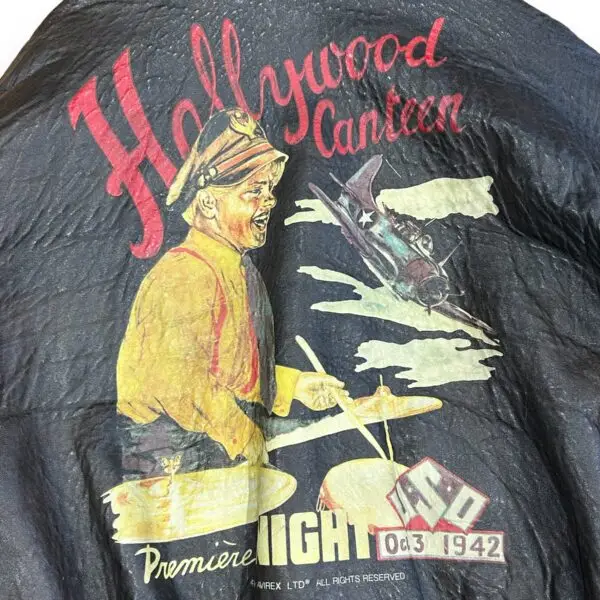 Hollywood
Canteen
U.S.O
Première NIGHT Oct 3 1942
AVIREX LTD® ALL RIGHTS RESERVED